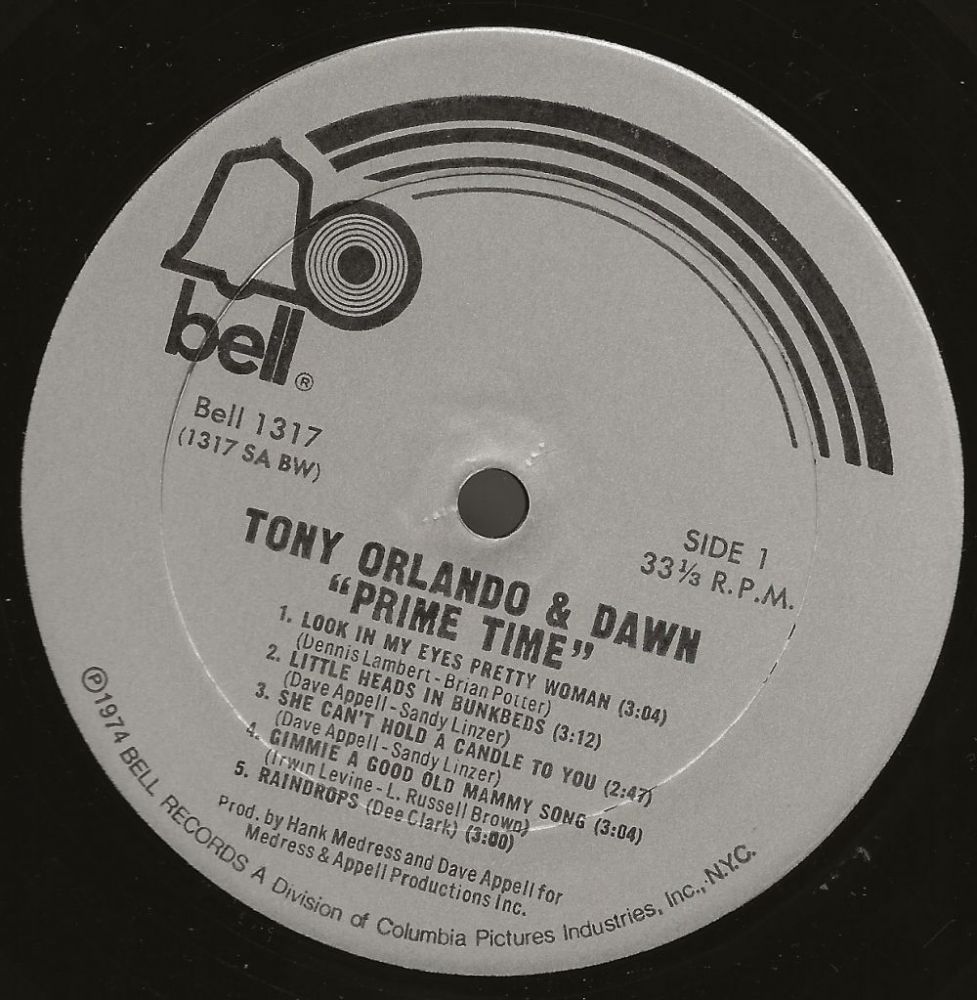 bell ®
Bell 1317
(1317 SA BW)
SIDE 1
33⅓ R.P.M.
TONY ORLANDO & DAWN
“PRIME TIME”
1. LOOK IN MY EYES PRETTY WOMAN (3:04)
(Dennis Lambert-Brian Potter)
2. LITTLE HEADS IN BUNKBEDS (3:12)
(Dave Appell-Sandy Linzer)
3. SHE CAN'T HOLD A CANDLE TO YOU (2:47)
(Dave Appell-Sandy Linzer)
4. GIMMIE A GOOD OLD MAMMY SONG (3:04)
(Irwin Levine-L. Russell Brown)
5. RAINDROPS (Dee Clark) (3:00)
Prod. by Hank Medress and Dave Appell for
Medress & Appell Productions Inc.
℗1974 BELL RECORDS A Division of Columbia Pictures Industries, Inc., N.Y.C.